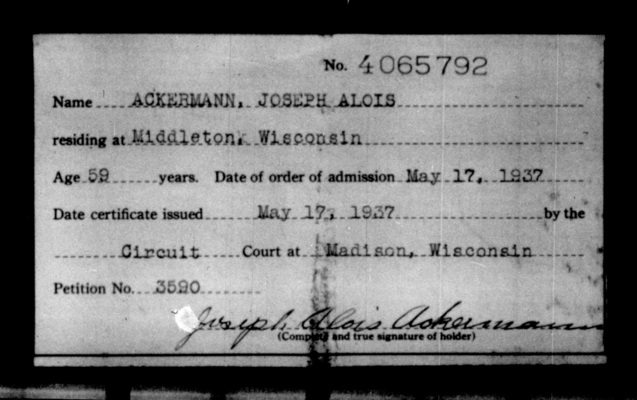 No. 4065792
Name ACKERMANN, JOSEPH ALOIS
residing at Middleton, Wisconsin
Age 59 years. Date of order of admission May 17, 1937
Date certificate issued May 17, 1937 by the
Circuit Court at Madison, Wisconsin
Petition No. 3590
Joseph Alois Ackermann
(Complete and true signature of holder)